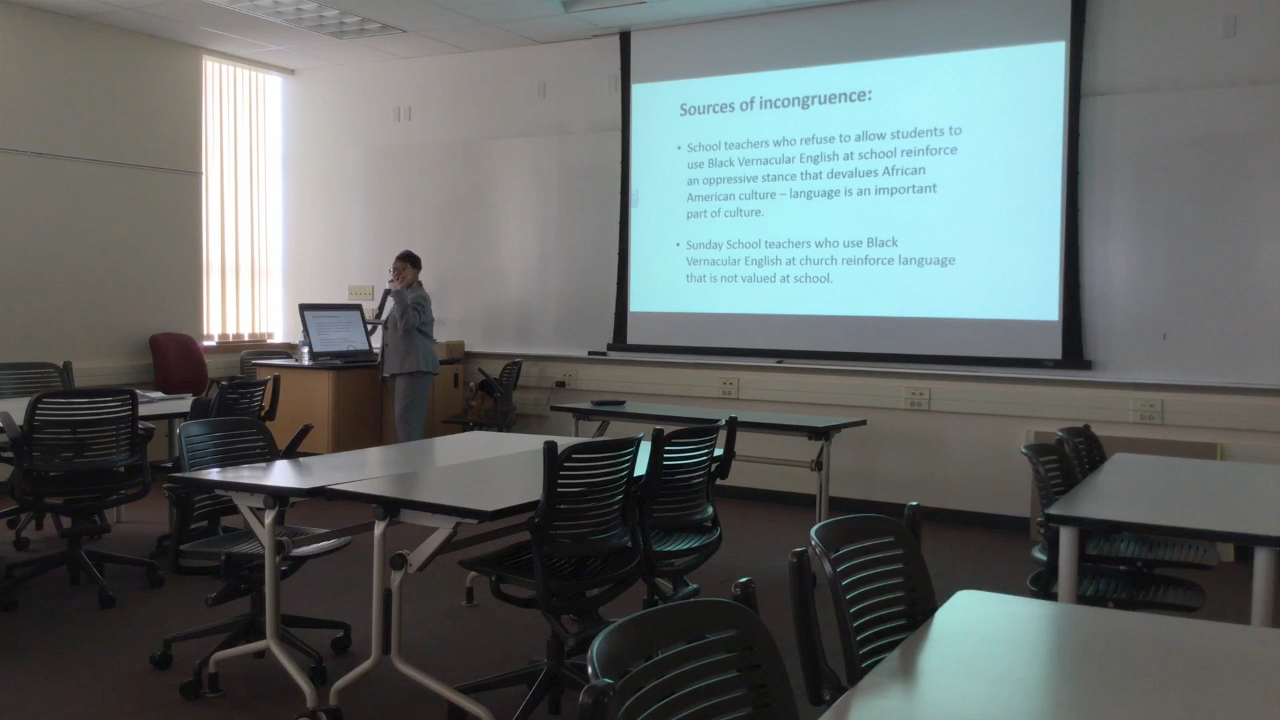 Sources of incongruence:
• School teachers who refuse to allow students to
use Black Vernacular English at school reinforce
an oppressive stance that devalues African
American culture – language is an important
part of culture.
• Sunday School teachers who use Black
Vernacular English at church reinforce language
that is not valued at school.